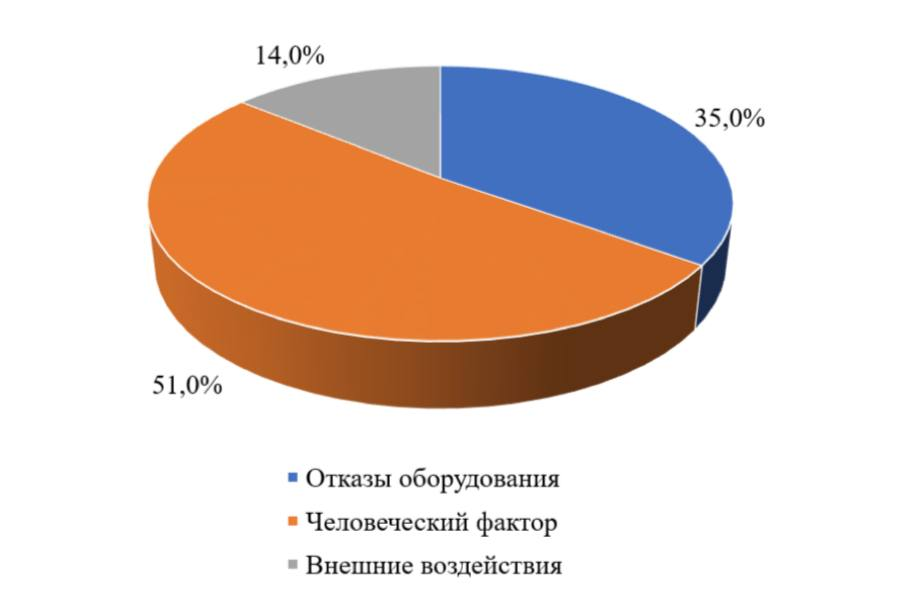 14,0%
35,0%
51,0%
Отказы оборудования
Человеческий фактор
Внешние воздействия